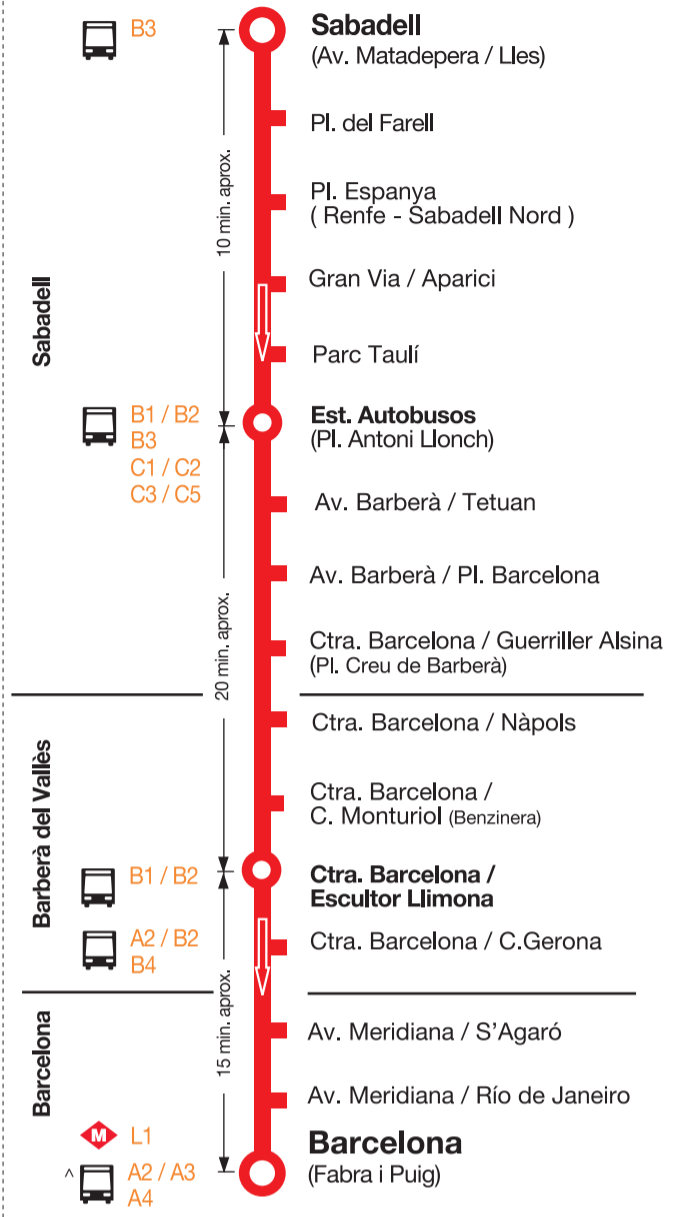 B3
Sabadell
(Av. Matadepera / Lles)
Pl. del Farell
10 min. aprox.
Pl. Espanya
( Renfe - Sabadell Nord )
Gran Via / Aparici
Sabadell
Parc Taulí
B1 / B2
B3
C1 / C2
C3 / C5
Est. Autobusos
(Pl. Antoni Llonch)
Av. Barberà / Tetuan
Av. Barberà / Pl. Barcelona
20 min. aprox.
Ctra. Barcelona / Guerriller Alsina
(Pl. Creu de Barberà)
Ctra. Barcelona / Nàpols
Barberà del Vallès
Ctra. Barcelona /
C. Monturiol (Benzinera)
B1 / B2
Ctra. Barcelona /
Escultor Llimona
A2 / B2
B4
Ctra. Barcelona / C.Gerona
15 min. aprox.
Barcelona
Av. Meridiana / S'Agaró
Av. Meridiana / Río de Janeiro
M L1
^ A2 / A3
A4
Barcelona
(Fabra i Puig)